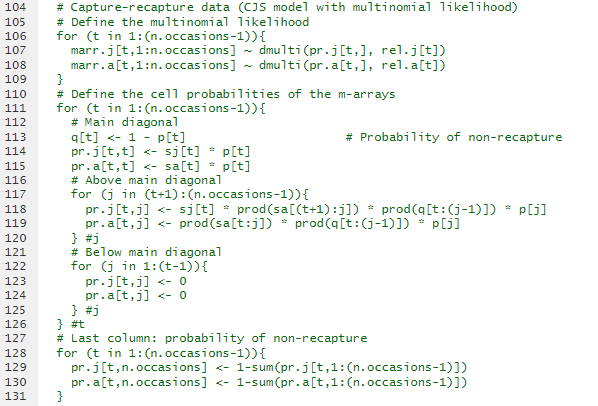 104 # Capture-recapture data (CJS model with multinomial likelihood)
105 # Define the multinomial likelihood
106 for (t in 1:(n.occasions-1)){
107 marr.j[t,1:n.occasions] ~ dmulti(pr.j[t,], rel.j[t])
108 marr.a[t,1:n.occasions] ~ dmulti(pr.a[t,], rel.a[t])
109 }
110 # Define the cell probabilities of the m-arrays
111 for (t in 1:(n.occasions-1)){
112 # Main diagonal
113 q[t] <- 1 - p[t] # Probability of non-recapture
114 pr.j[t,t] <- sj[t] * p[t]
115 pr.a[t,t] <- sa[t] * p[t]
116 # Above main diagonal
117 for (j in (t+1):(n.occasions-1)){
118 pr.j[t,j] <- sj[t] * prod(sa[(t+1):j]) * prod(q[t:(j-1)]) * p[j]
119 pr.a[t,j] <- prod(sa[t:j]) * prod(q[t:(j-1)]) * p[j]
120 } #j
121 # Below main diagonal
122 for (j in 1:(t-1)){
123 pr.j[t,j] <- 0
124 pr.a[t,j] <- 0
125 } #j
126 } #t
127 # Last column: probability of non-recapture
128 for (t in 1:(n.occasions-1)){
129 pr.j[t,n.occasions] <- 1-sum(pr.j[t,1:(n.occasions-1)])
130 pr.a[t,n.occasions] <- 1-sum(pr.a[t,1:(n.occasions-1)])
131 }